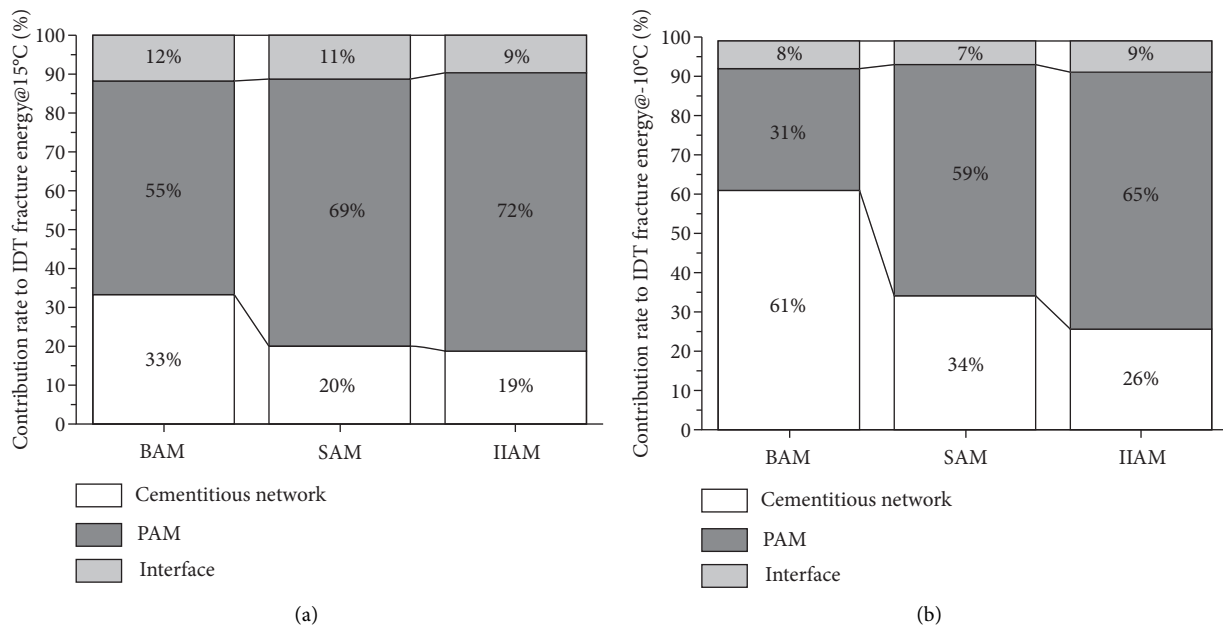 Contribution rate to IDT fracture energy@15°C (%)
100
90
80
70
60
50
40
30
20
10
0
12%
11%
9%
55%
69%
72%
33%
20%
19%
BAM
SAM
IIAM
Cementitious network
PAM
Interface
(a)
Contribution rate to IDT fracture energy@-10°C (%)
100
90
80
70
60
50
40
30
20
10
0
8%
7%
9%
31%
59%
65%
61%
34%
26%
BAM
SAM
IIAM
Cementitious network
PAM
Interface
(b)